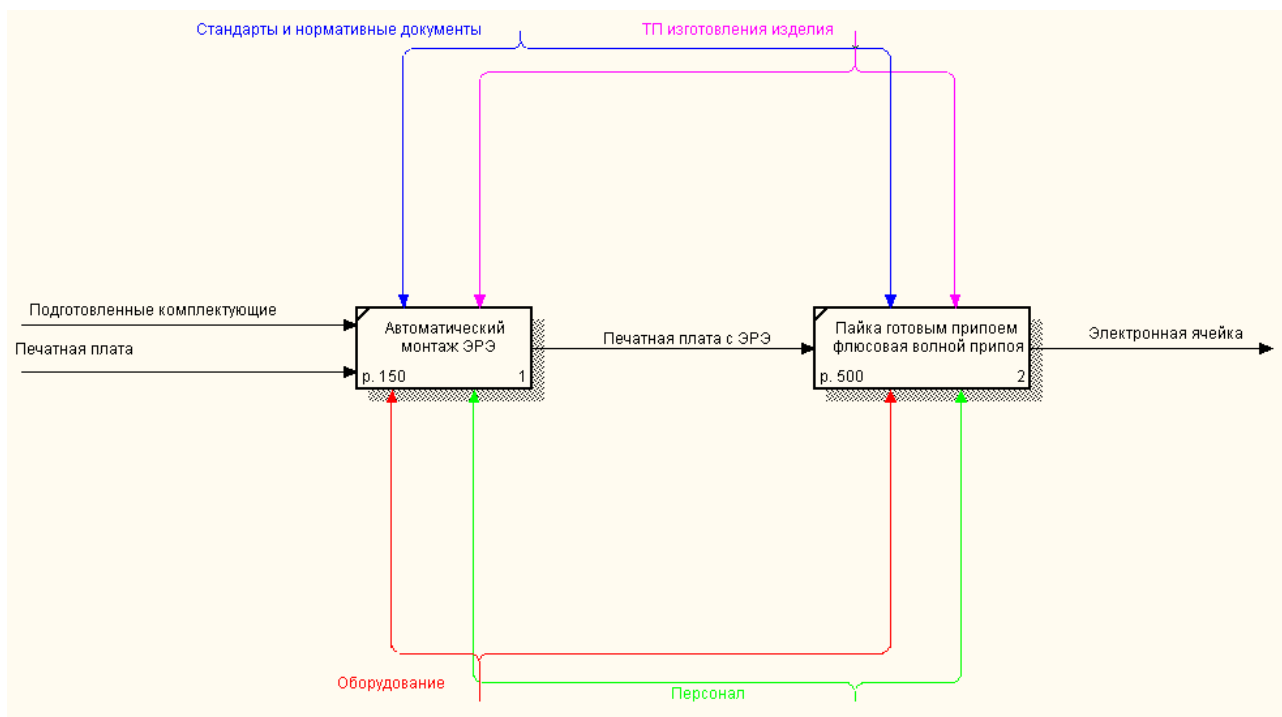 Стандарты и нормативные документы
ТП изготовления изделия
Подготовленные комплектующие
Печатная плата
Автоматический
монтаж ЭРЭ
р. 150
1
Печатная плата с ЭРЭ
Пайка готовым припоем
флюсовая волной припоя
р. 500
2
Электронная ячейка
Оборудование
Персонал